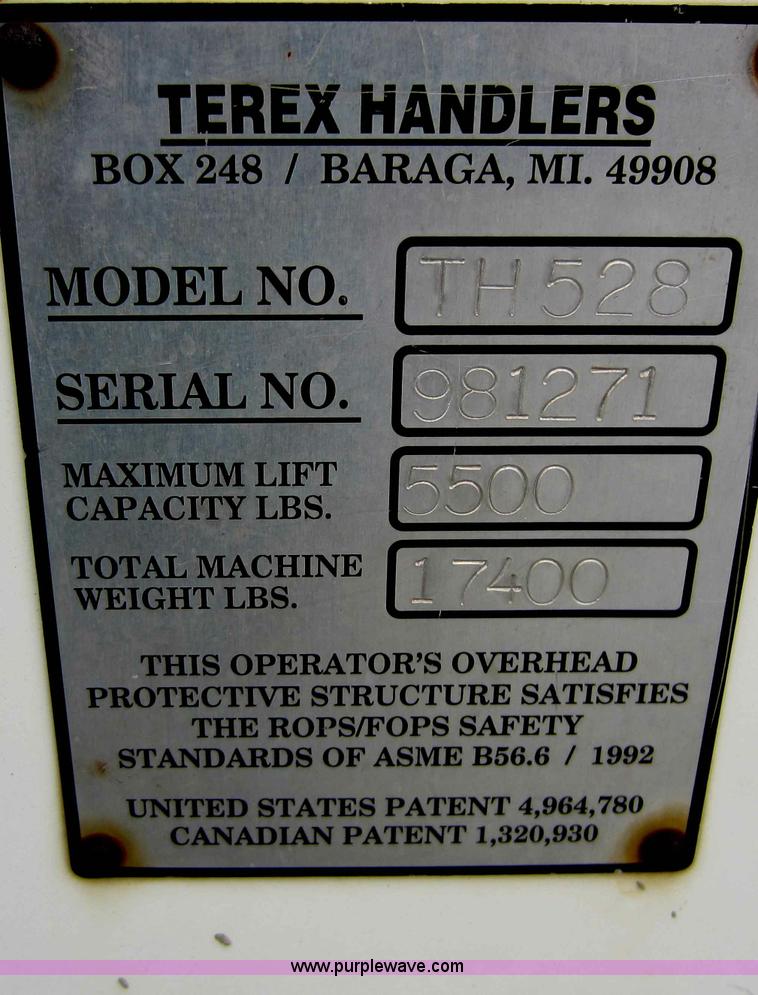 TEREX HANDLERS
BOX 248 / BARAGA, MI. 49908
MODEL NO. TH528
SERIAL NO. 981271
MAXIMUM LIFT
CAPACITY LBS. 5500
TOTAL MACHINE
WEIGHT LBS. 17400
THIS OPERATOR'S OVERHEAD
PROTECTIVE STRUCTURE SATISFIES
THE ROPS/FOPS SAFETY
STANDARDS OF ASME B56.6 / 1992
UNITED STATES PATENT 4,964,780
CANADIAN PATENT 1,320,930
www.purplewave.com